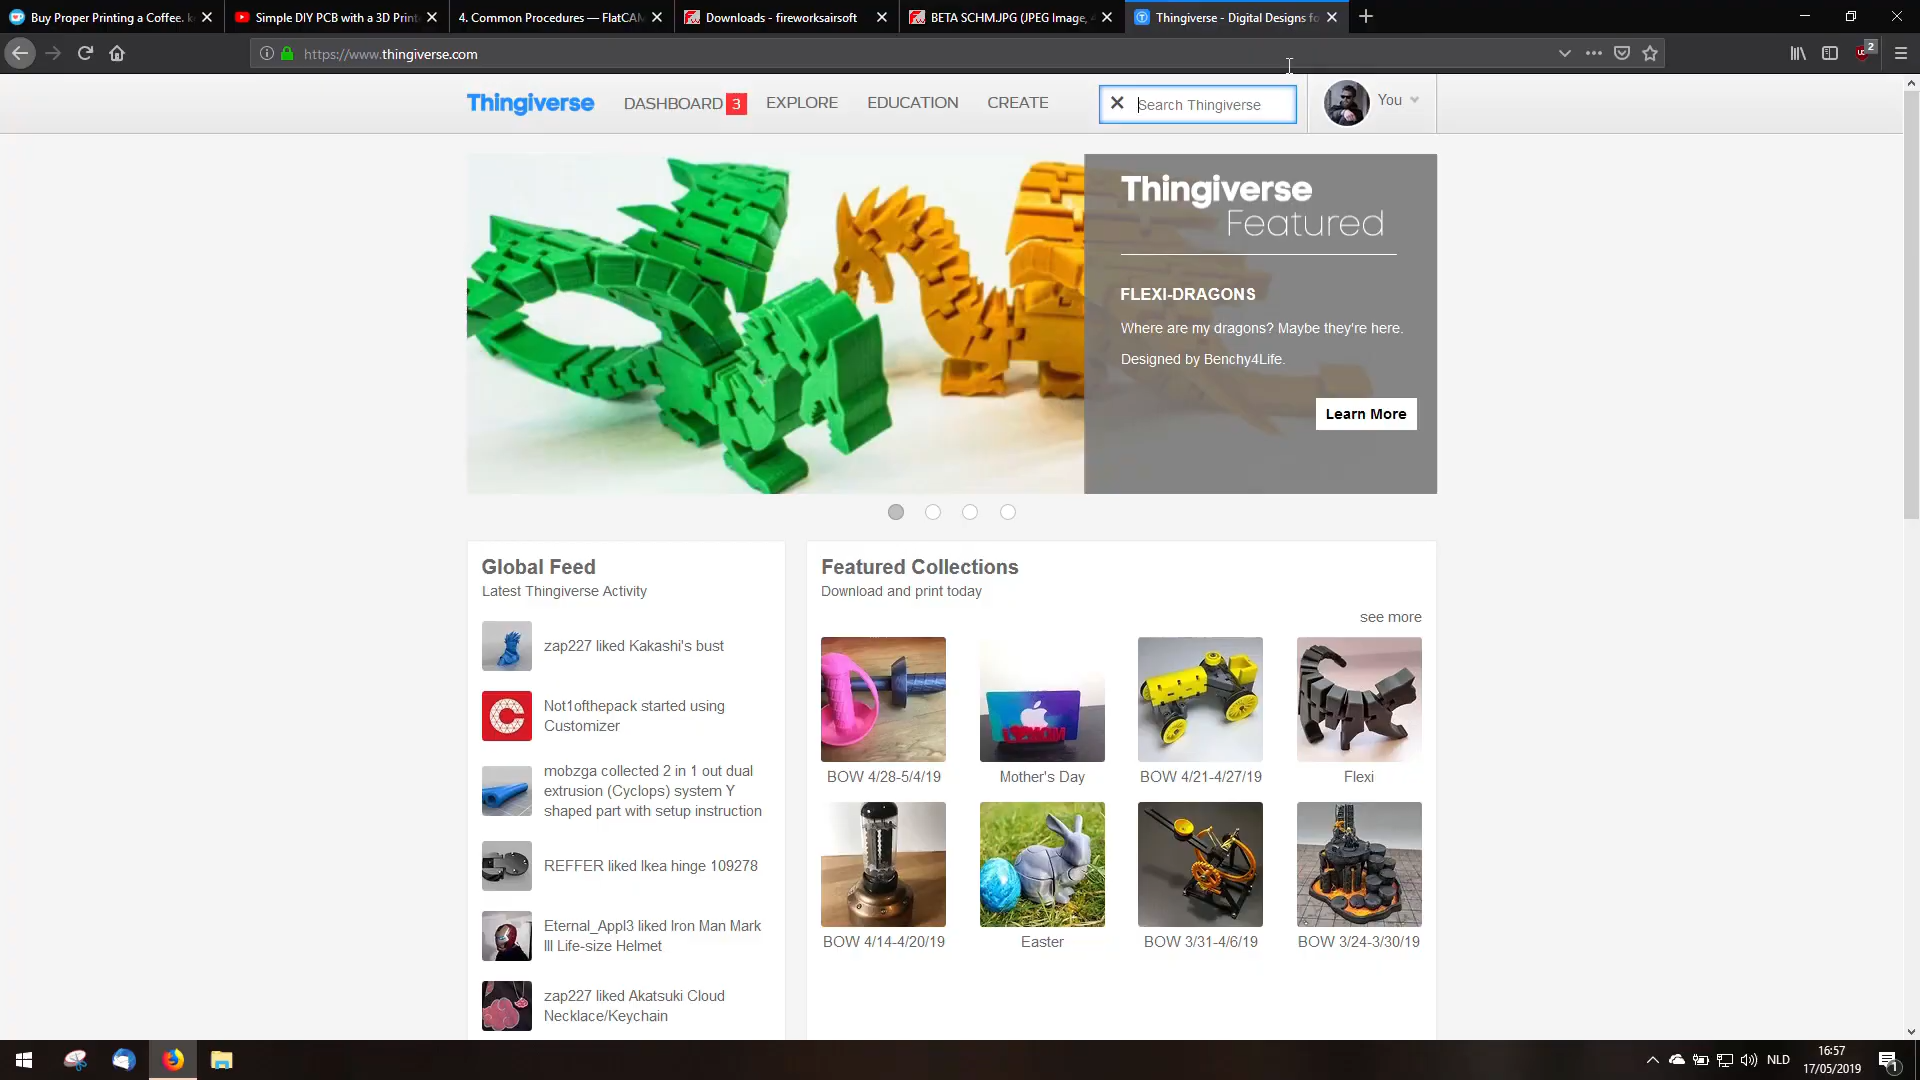 Buy Proper Printing a Coffee. k
Simple DIY PCB with a 3D Print
4. Common Procedures — FlatCAM
Downloads - fireworksairsoft
BETA SCHM.JPG (JPEG Image,
Thingiverse - Digital Designs fo
https://www.thingiverse.com
2
Thingiverse
DASHBOARD 3
EXPLORE
EDUCATION
CREATE
Search Thingiverse
You
Thingiverse
Featured
FLEXI-DRAGONS
Where are my dragons? Maybe they're here.
Designed by Benchy4Life.
Learn More
Global Feed
Latest Thingiverse Activity
zap227 liked Kakashi's bust
Not1ofthepack started using
Customizer
mobzga collected 2 in 1 out dual
extrusion (Cyclops) system Y
shaped part with setup instruction
REFFER liked Ikea hinge 109278
Eternal_Appl3 liked Iron Man Mark
III Life-size Helmet
zap227 liked Akatsuki Cloud
Necklace/Keychain
Featured Collections
Download and print today
see more
BOW 4/28-5/4/19
Mother's Day
BOW 4/21-4/27/19
Flexi
BOW 4/14-4/20/19
Easter
BOW 3/31-4/6/19
BOW 3/24-3/30/19
NLD
16:57
17/05/2019
1